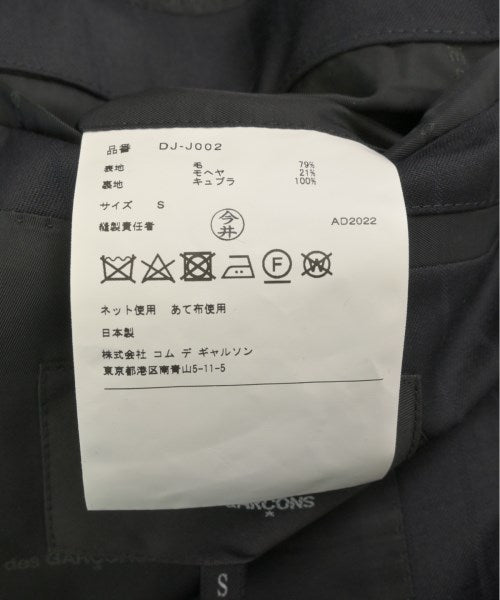 品番 DJ-J002
表地 毛 79%
モヘヤ 21%
裏地 キュプラ 100%
サイズ S
縫製責任者 今井 AD2022
F W
ネット使用 あて布使用
日本製
株式会社 コム デ ギャルソン
東京都港区南青山5-11-5
GARCONS
des GARÇONS
S